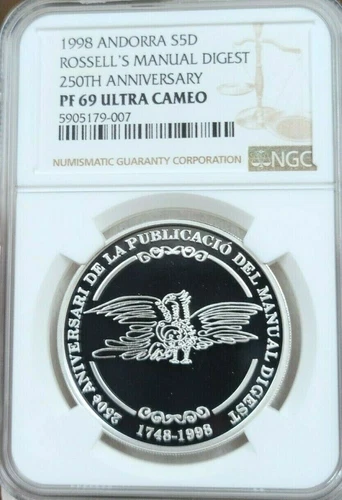 1998 ANDORRA S5D
ROSSELL'S MANUAL DIGEST
250TH ANNIVERSARY
PF 69 ULTRA CAMEO
5905179-007
NUMISMATIC GUARANTY CORPORATION
NGC
250è ANIVERSARI DE LA PUBLICACIÓ DEL MANUAL DIGEST
1748-1998